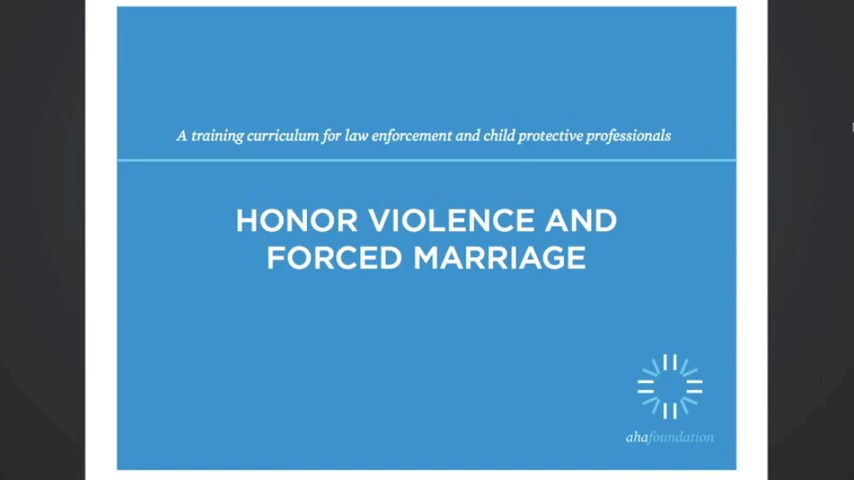 A training curriculum for law enforcement and child protective professionals
HONOR VIOLENCE AND
FORCED MARRIAGE
ahafoundation